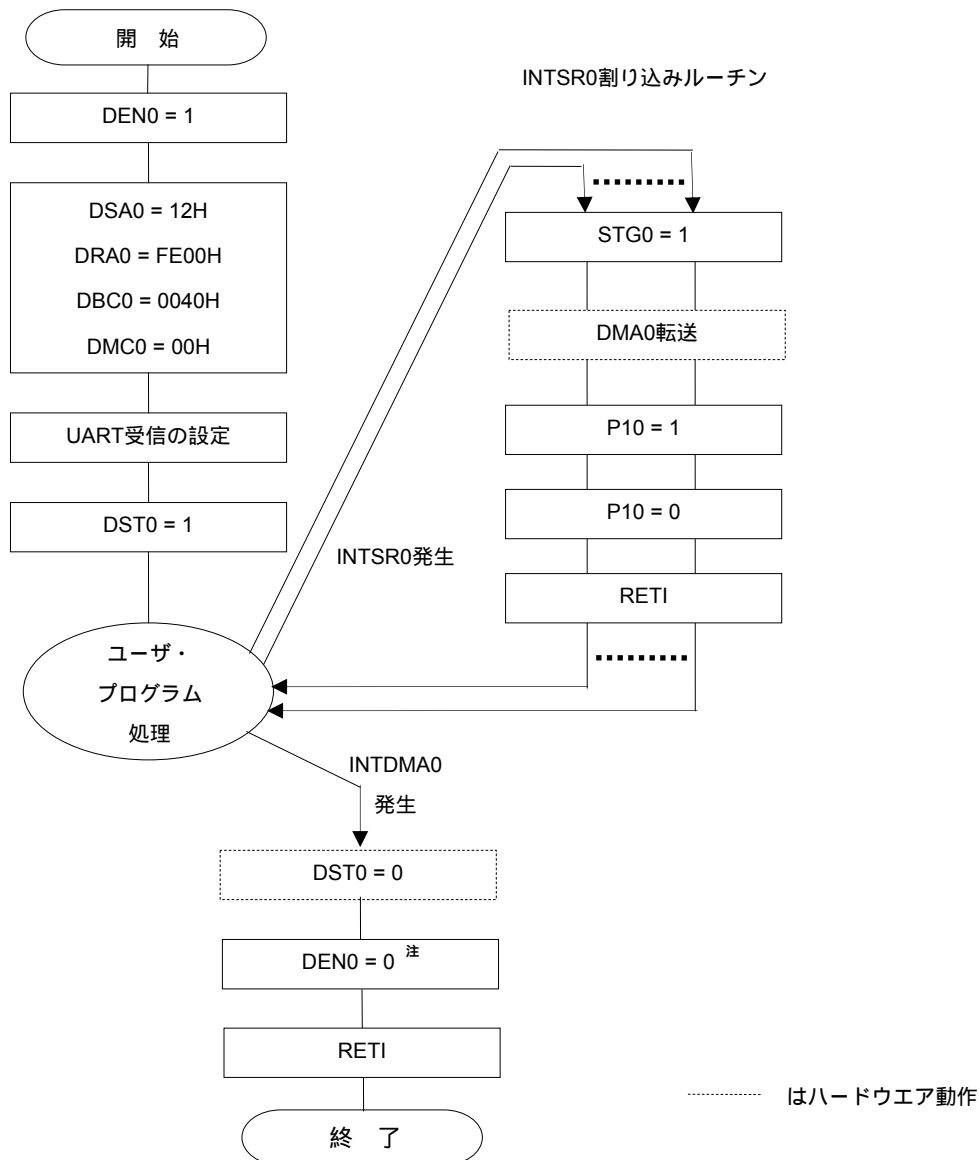 開　始
DEN0 = 1
DSA0 = 12H
DRA0 = FE00H
DBC0 = 0040H
DMC0 = 00H
UART受信の設定
DST0 = 1
ユーザ・
プログラム
処理
INTSR0発生
INTSR0割り込みルーチン
STG0 = 1
DMA0転送
P10 = 1
P10 = 0
RETI
INTDMA0
発生
DST0 = 0
DEN0 = 0 注
RETI
終　了
はハードウエア動作